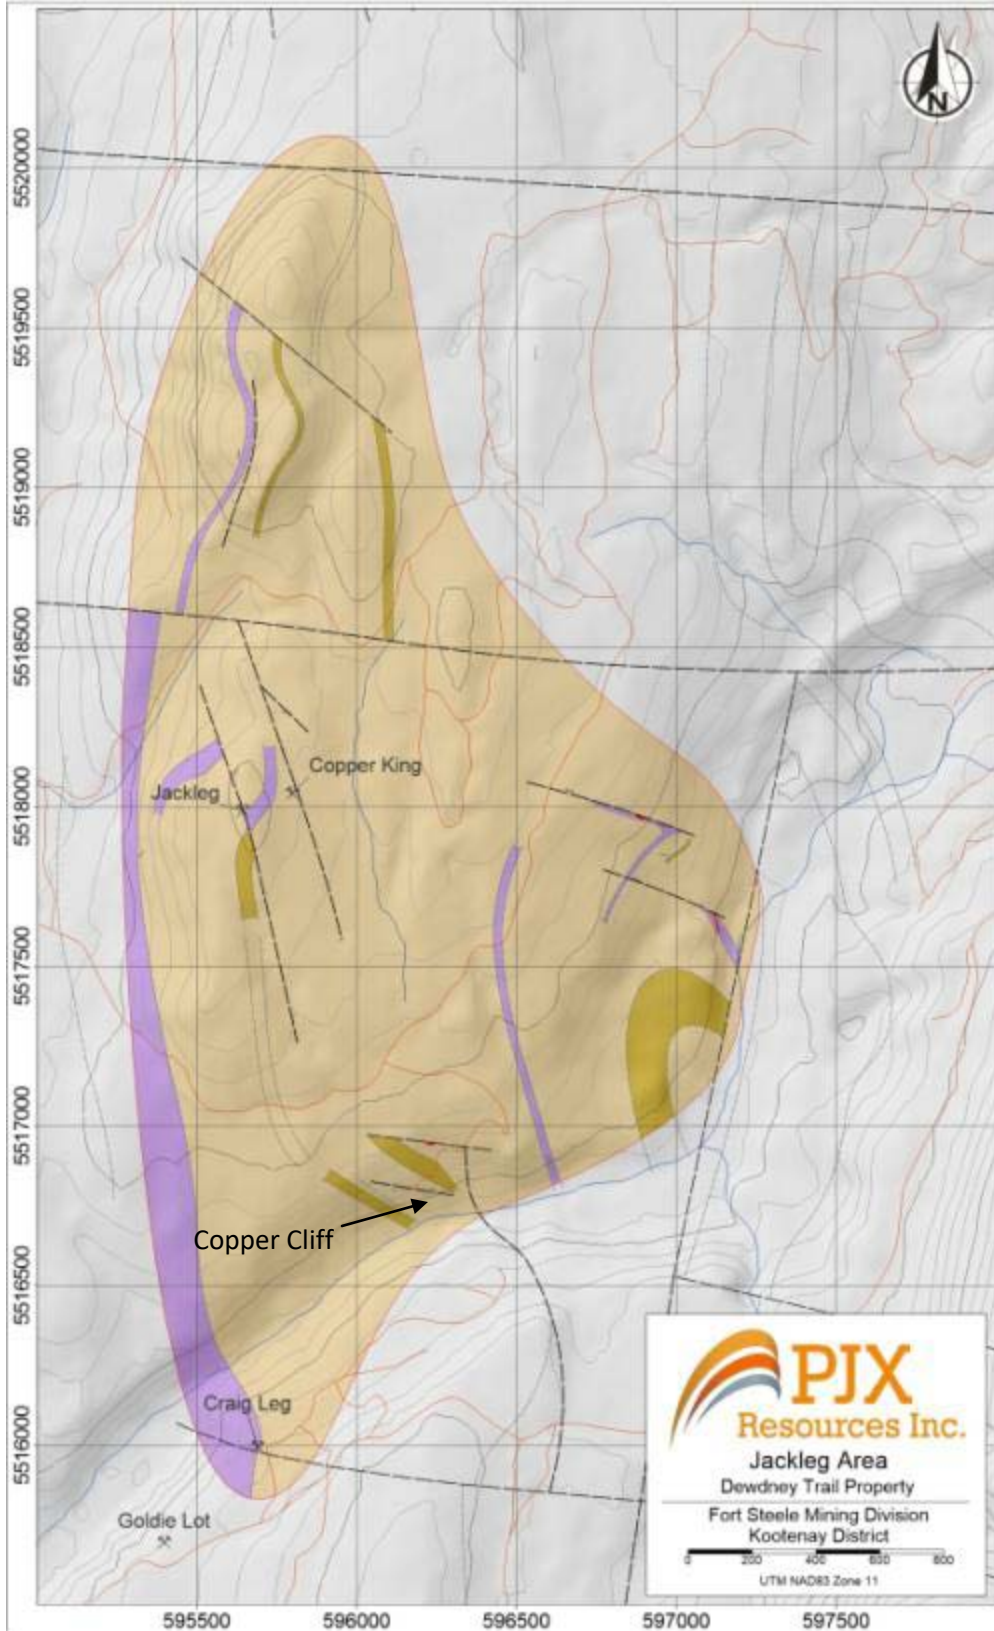 N
5520000
5519500
5519000
5518500
5518000
5517500
5517000
5516500
5516000
Copper King
Jackleg
Copper Cliff
Craig Leg
Goldie Lot
PJX
Resources Inc.
Jackleg Area
Dewdney Trail Property
Fort Steele Mining Division
Kootenay District
0 200 400 600 800
UTM NAD83 Zone 11
595500 596000 596500 597000 597500